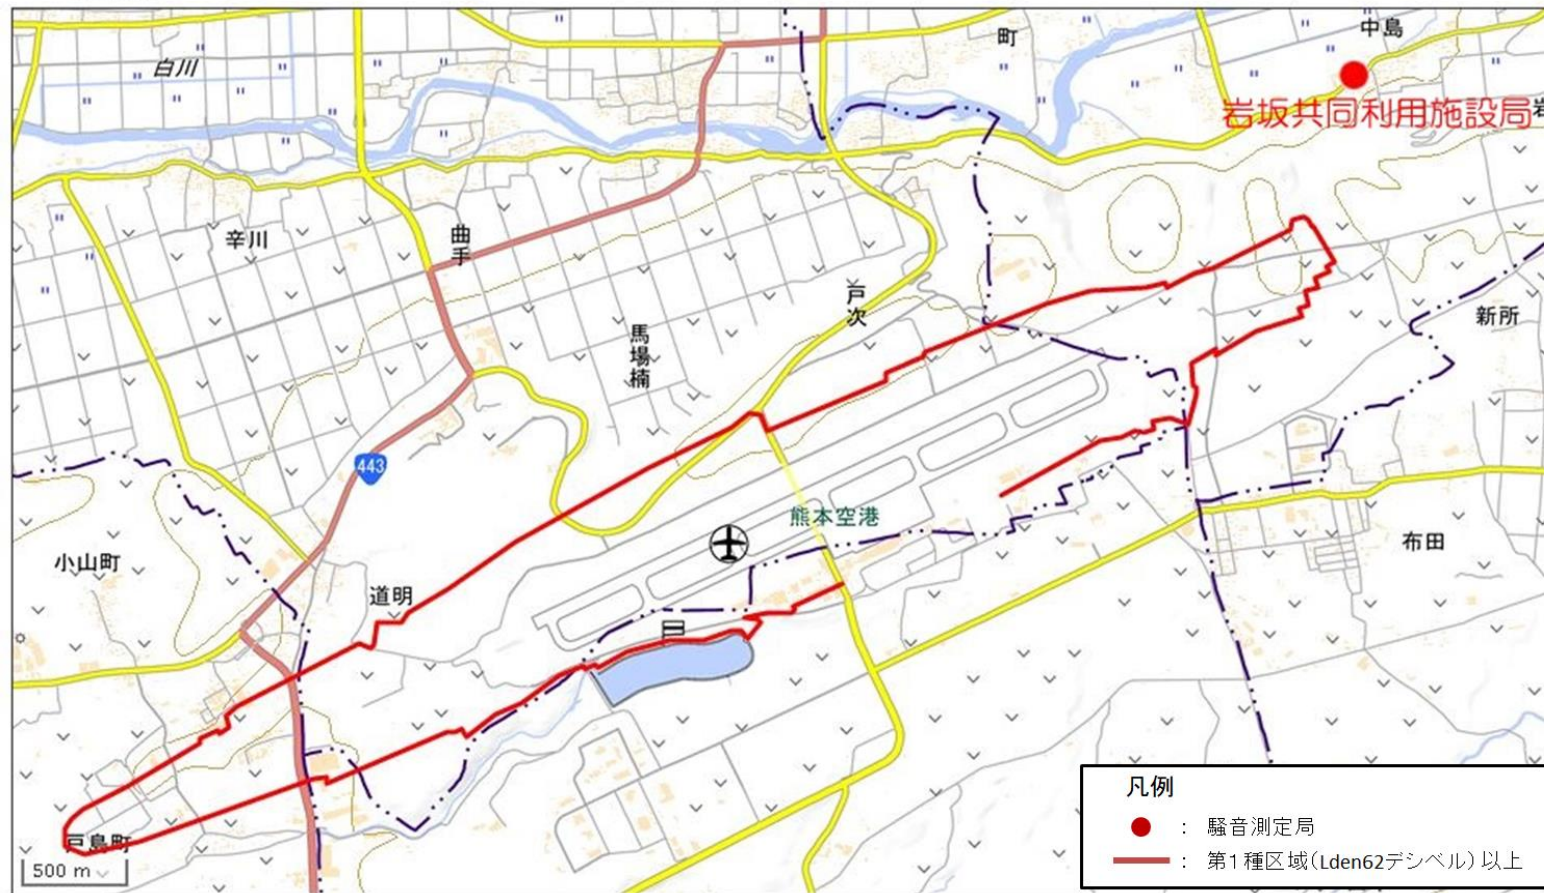 中島
町
白川
岩坂共同利用施設局
岩
辛川
曲手
戸次
新所
馬場楠
443
熊本空港
布田
小山町
道明
戸島町
500 m
凡例
： 騒音測定局
： 第1種区域(Lden62デシベル)以上